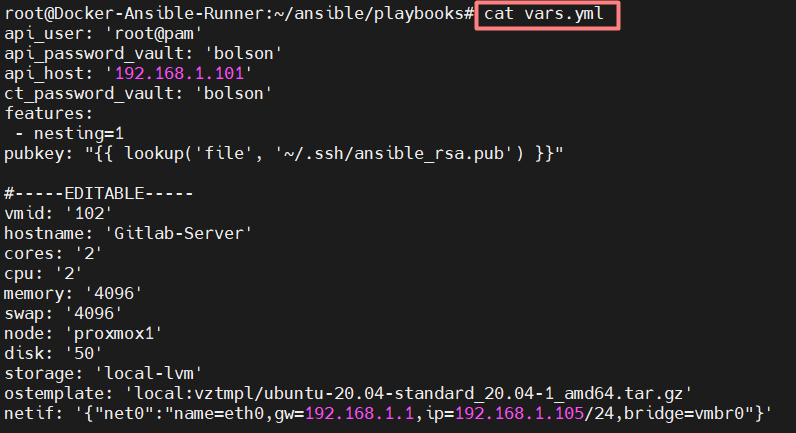 root@Docker-Ansible-Runner:~/ansible/playbooks# cat vars.yml
api_user: 'root@pam'
api_password_vault: 'bolson'
api_host: '192.168.1.101'
ct_password_vault: 'bolson'
features:
 - nesting=1
pubkey: "{{ lookup('file', '~/.ssh/ansible_rsa.pub') }}"

#-----EDITABLE-----
vmid: '102'
hostname: 'Gitlab-Server'
cores: '2'
cpu: '2'
memory: '4096'
swap: '4096'
node: 'proxmox1'
disk: '50'
storage: 'local-lvm'
ostemplate: 'local:vztmpl/ubuntu-20.04-standard_20.04-1_amd64.tar.gz'
netif: '{"net0":"name=eth0,gw=192.168.1.1,ip=192.168.1.105/24,bridge=vmbr0"}'